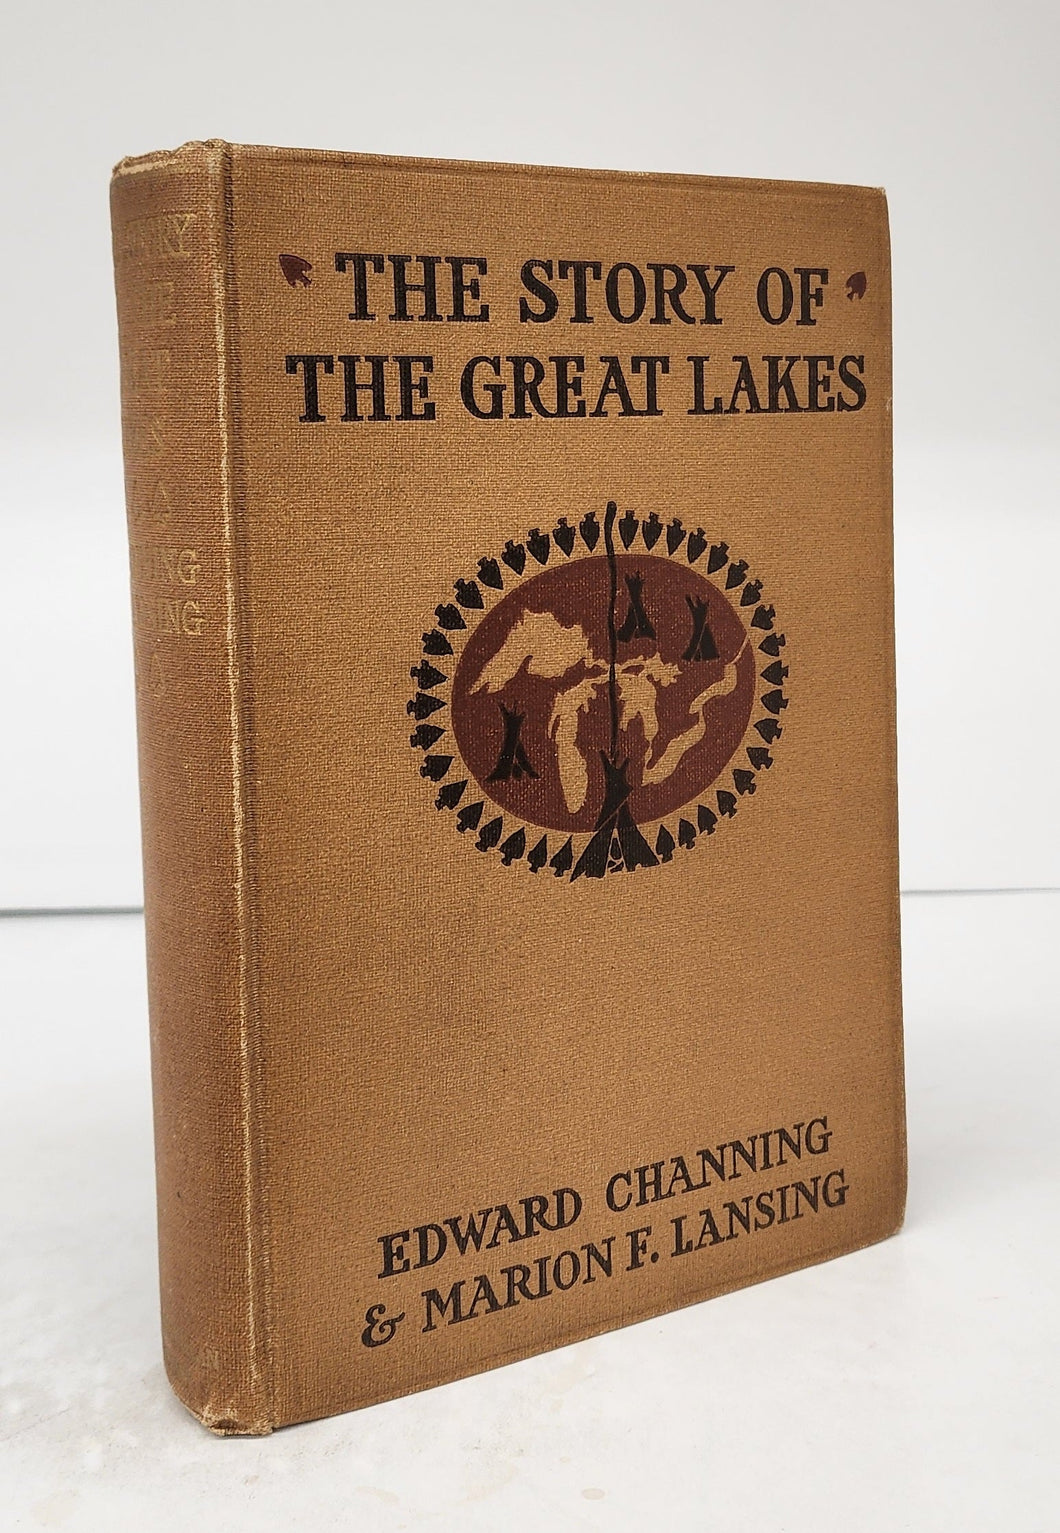 THE STORY OF
THE GREAT LAKES
EDWARD CHANNING
& MARION F. LANSING